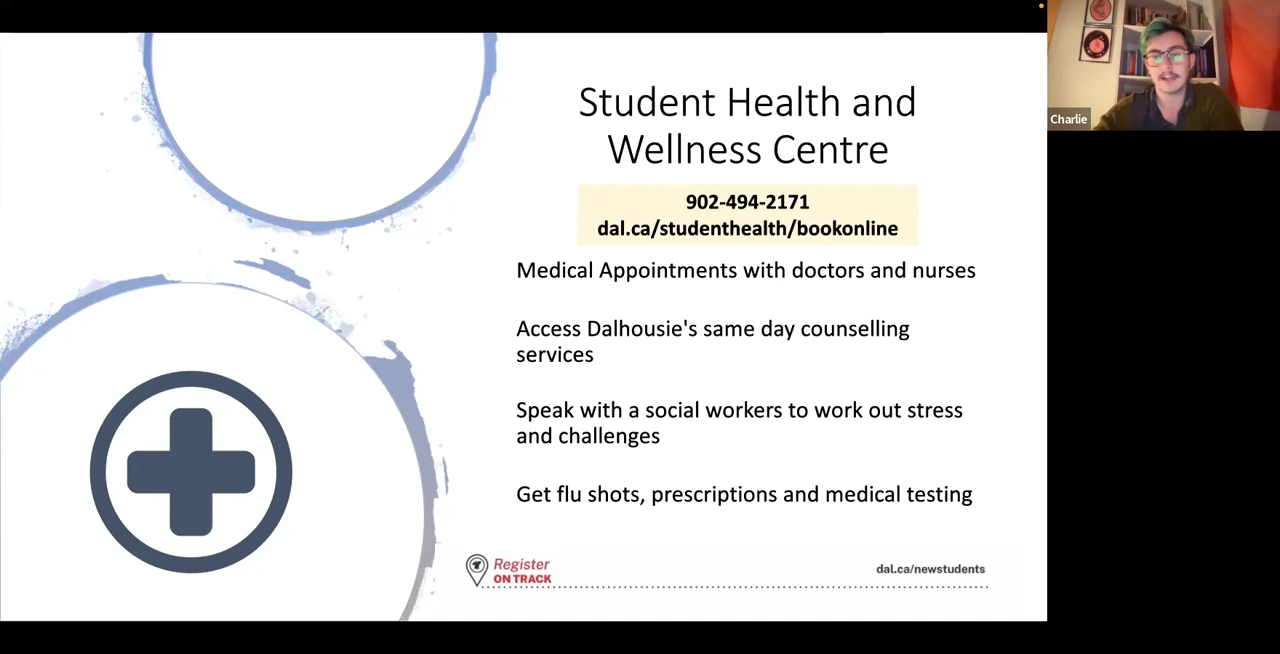 Student Health and
Wellness Centre
902-494-2171
dal.ca/studenthealth/bookonline
Medical Appointments with doctors and nurses
Access Dalhousie's same day counselling
services
Speak with a social workers to work out stress
and challenges
Get flu shots, prescriptions and medical testing
Register
ON TRACK
dal.ca/newstudents
Charlie